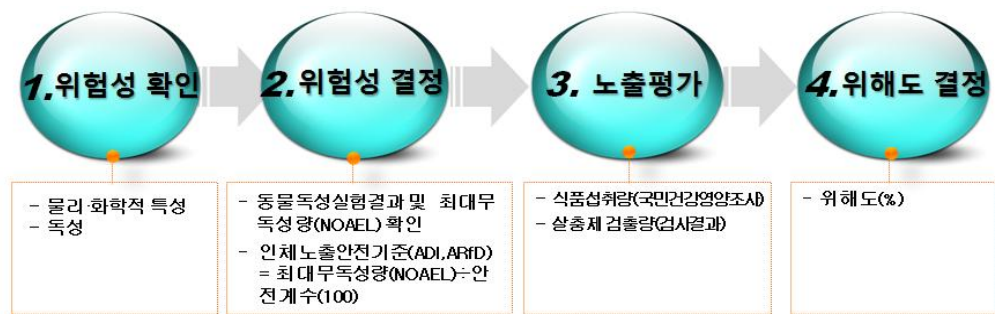 1.위험성 확인
2.위험성 결정
3. 노출평가
4.위해도 결정
- 물리·화학적 특성
- 독성
- 동물독성실험결과 및 최대무
독성량(NOAEL) 확인
- 인체노출안전기준(ADI,ARfD)
= 최대무독성량(NOAEL)÷안
전계수(100)
- 식품섭취량(국민건강영양조사)
- 살충제 검출량(검사결과)
- 위해도(%)